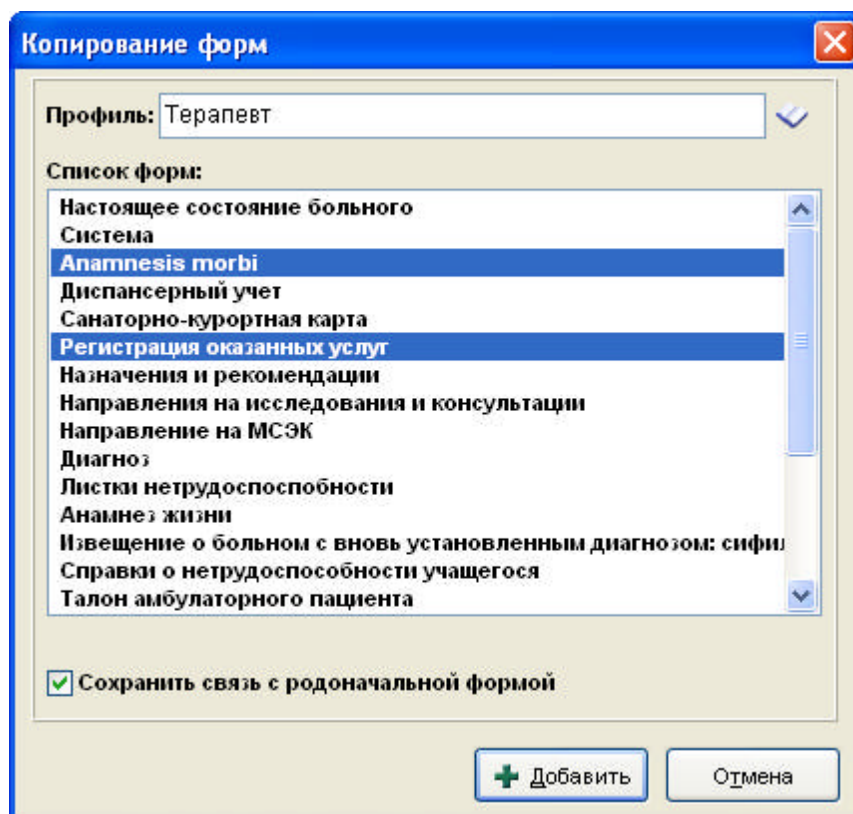 Копирование форм
Профиль: Терапевт
Список форм:
Настоящее состояние больного
Система
Anamnesis morbi
Диспансерный учет
Санаторно-курортная карта
Регистрация оказанных услуг
Назначения и рекомендации
Направления на исследования и консультации
Направление на МСЭК
Диагноз
Листки нетрудоспоспобности
Анамнез жизни
Извещение о больном с вновь установленным диагнозом: сифил
Справки о нетрудоспособности учащегося
Талон амбулаторного пациента
Сохранить связь с родоначальной формой
Добавить
Отмена